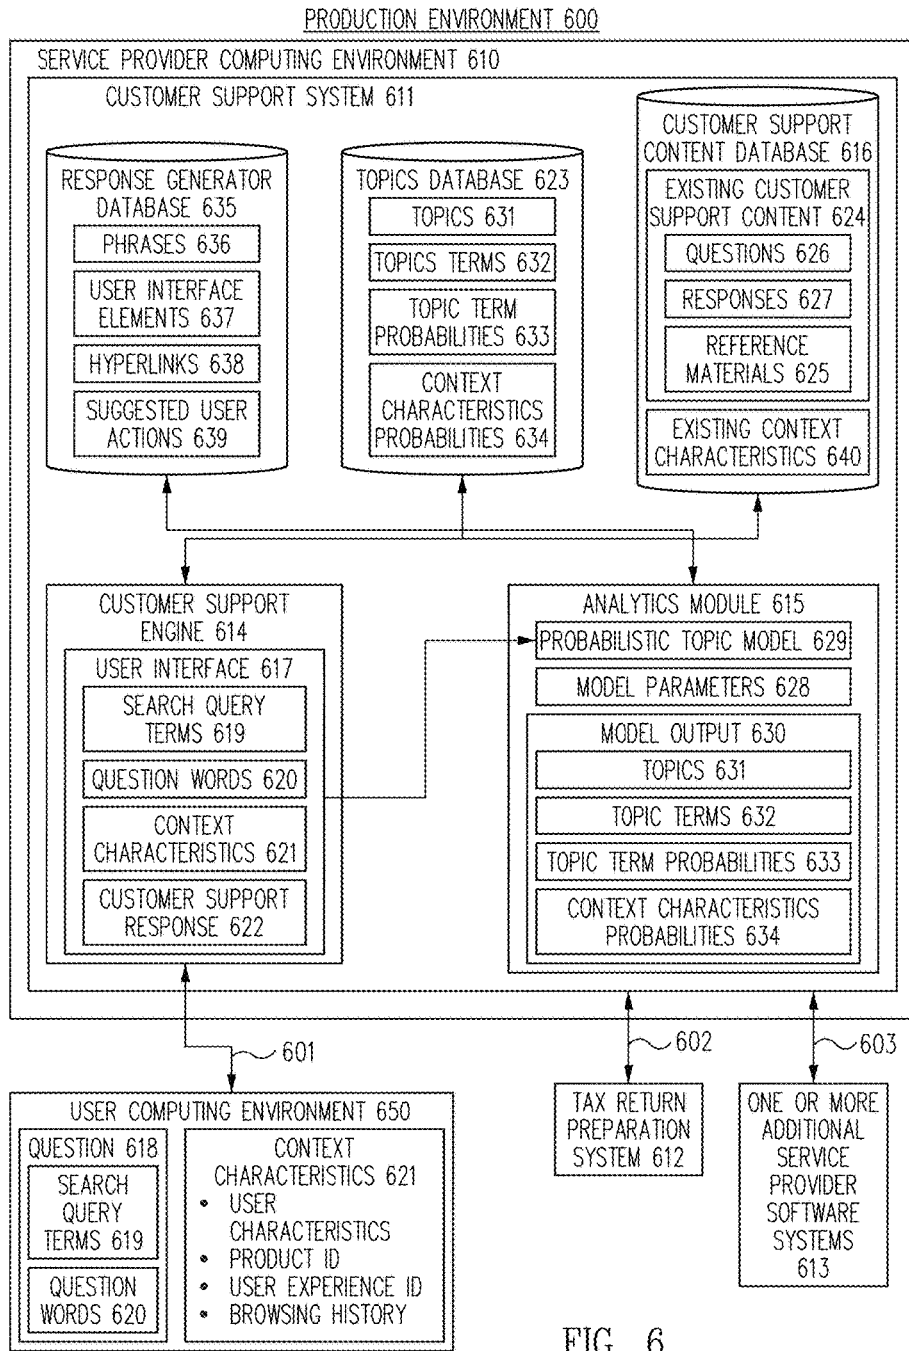 PRODUCTION ENVIRONMENT 600
SERVICE PROVIDER COMPUTING ENVIRONMENT 610
CUSTOMER SUPPORT SYSTEM 611
RESPONSE GENERATOR
DATABASE 635
PHRASES 636
USER INTERFACE
ELEMENTS 637
HYPERLINKS 638
SUGGESTED USER
ACTIONS 639
TOPICS DATABASE 623
TOPICS 631
TOPICS TERMS 632
TOPIC TERM
PROBABILITIES 633
CONTEXT
CHARACTERISTICS
PROBABILITIES 634
CUSTOMER SUPPORT
CONTENT DATABASE 616
EXISTING CUSTOMER
SUPPORT CONTENT 624
QUESTIONS 626
RESPONSES 627
REFERENCE
MATERIALS 625
EXISTING CONTEXT
CHARACTERISTICS 640
CUSTOMER SUPPORT
ENGINE 614
USER INTERFACE 617
SEARCH QUERY
TERMS 619
QUESTION WORDS 620
CONTEXT
CHARACTERISTICS 621
CUSTOMER SUPPORT
RESPONSE 622
ANALYTICS MODULE 615
PROBABILISTIC TOPIC MODEL 629
MODEL PARAMETERS 628
MODEL OUTPUT 630
TOPICS 631
TOPIC TERMS 632
TOPIC TERM PROBABILITIES 633
CONTEXT CHARACTERISTICS
PROBABILITIES 634
601
602
603
USER COMPUTING ENVIRONMENT 650
QUESTION 618
SEARCH
QUERY
TERMS 619
QUESTION
WORDS 620
CONTEXT
CHARACTERISTICS 621
• USER
CHARACTERISTICS
• PRODUCT ID
• USER EXPERIENCE ID
• BROWSING HISTORY
TAX RETURN
PREPARATION
SYSTEM 612
ONE OR MORE
ADDITIONAL
SERVICE
PROVIDER
SOFTWARE
SYSTEMS
613
FIG. 6